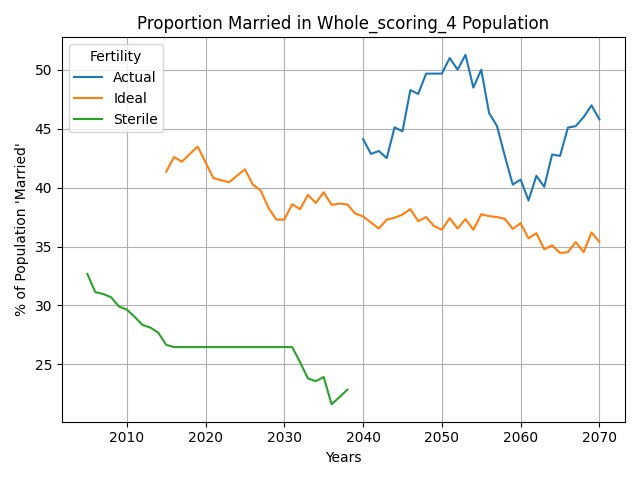 Proportion Married in Whole_scoring_4 Population
Fertility
Actual
Ideal
Sterile
% of Population 'Married'
50
45
40
35
30
25
2010
2020
2030
2040
2050
2060
2070
Years